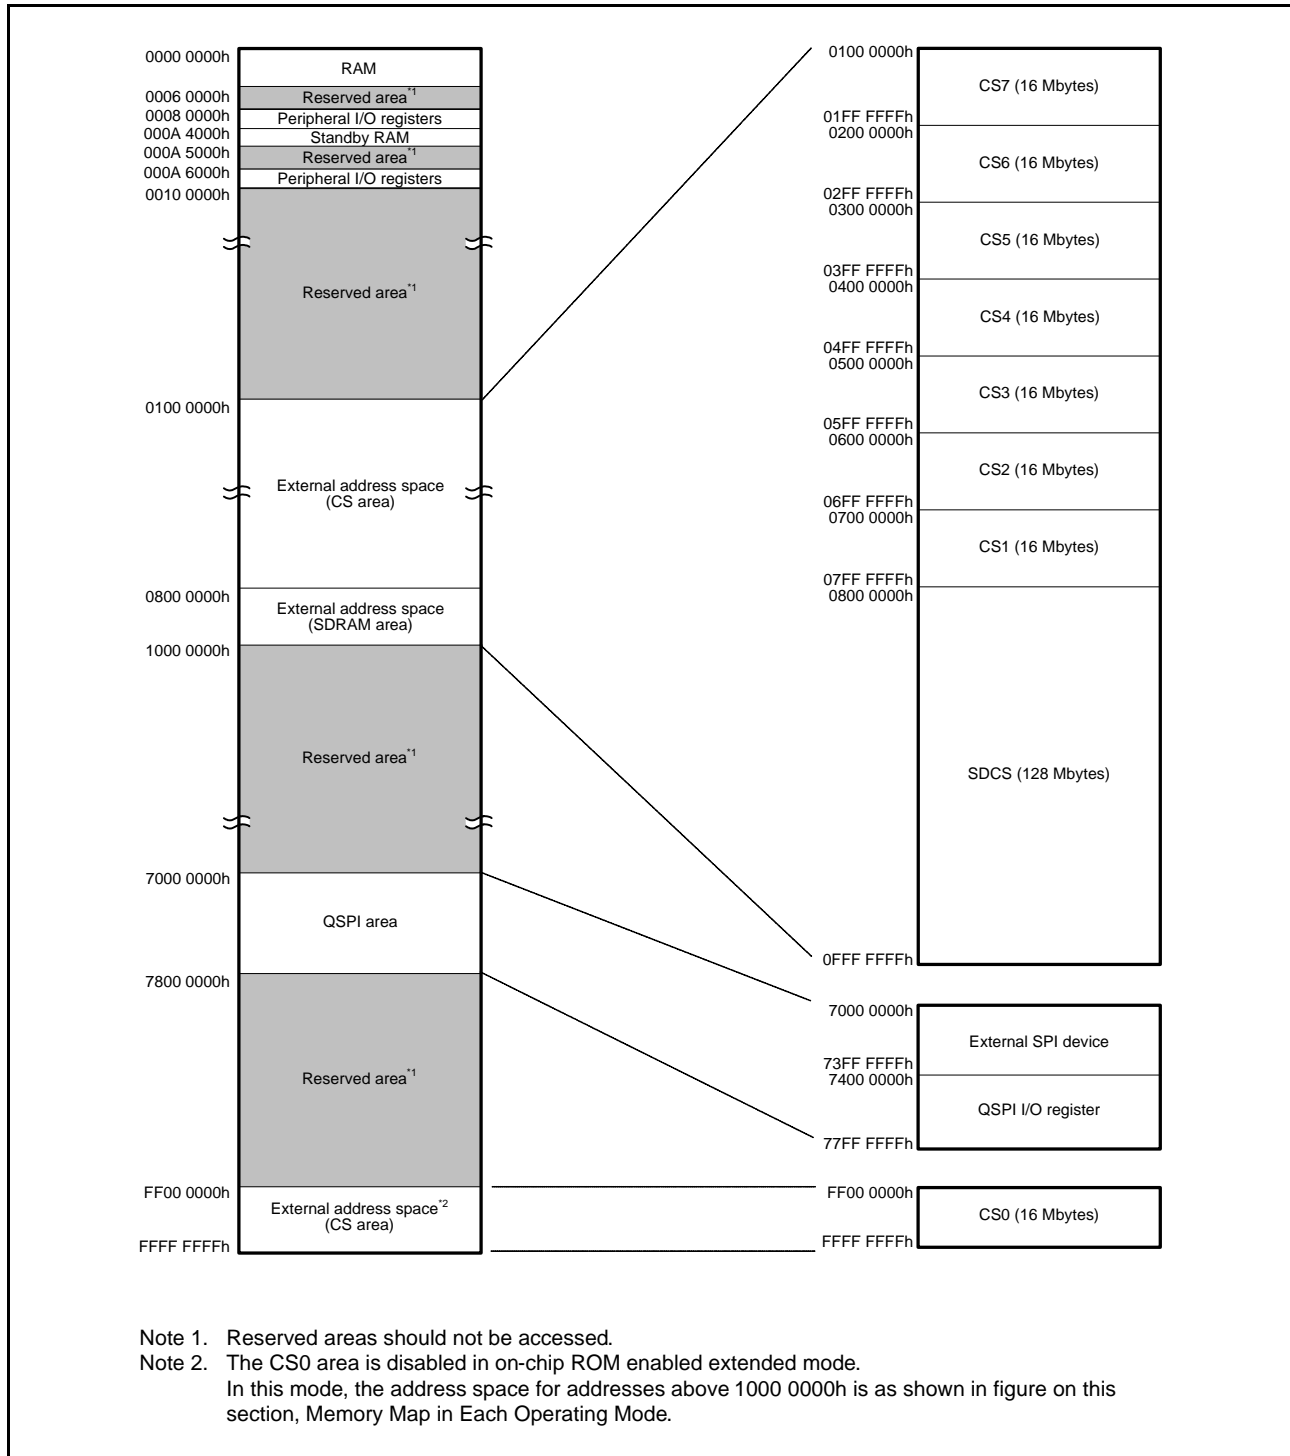 0000 0000h
RAM
0006 0000h
Reserved area*1
0008 0000h
Peripheral I/O registers
000A 4000h
Standby RAM
000A 5000h
Reserved area*1
000A 6000h
Peripheral I/O registers
0010 0000h
Reserved area*1
0100 0000h
External address space
(CS area)
0800 0000h
External address space
(SDRAM area)
1000 0000h
Reserved area*1
7000 0000h
QSPI area
7800 0000h
Reserved area*1
FF00 0000h
External address space*2
(CS area)
FFFF FFFFh
0100 0000h
CS7 (16 Mbytes)
01FF FFFFh
0200 0000h
CS6 (16 Mbytes)
02FF FFFFh
0300 0000h
CS5 (16 Mbytes)
03FF FFFFh
0400 0000h
CS4 (16 Mbytes)
04FF FFFFh
0500 0000h
CS3 (16 Mbytes)
05FF FFFFh
0600 0000h
CS2 (16 Mbytes)
06FF FFFFh
0700 0000h
CS1 (16 Mbytes)
07FF FFFFh
0800 0000h
SDCS (128 Mbytes)
0FFF FFFFh
7000 0000h
External SPI device
73FF FFFFh
7400 0000h
QSPI I/O register
77FF FFFFh
FF00 0000h
CS0 (16 Mbytes)
FFFF FFFFh
Note 1. Reserved areas should not be accessed.
Note 2. The CS0 area is disabled in on-chip ROM enabled extended mode.
In this mode, the address space for addresses above 1000 0000h is as shown in figure on this
section, Memory Map in Each Operating Mode.